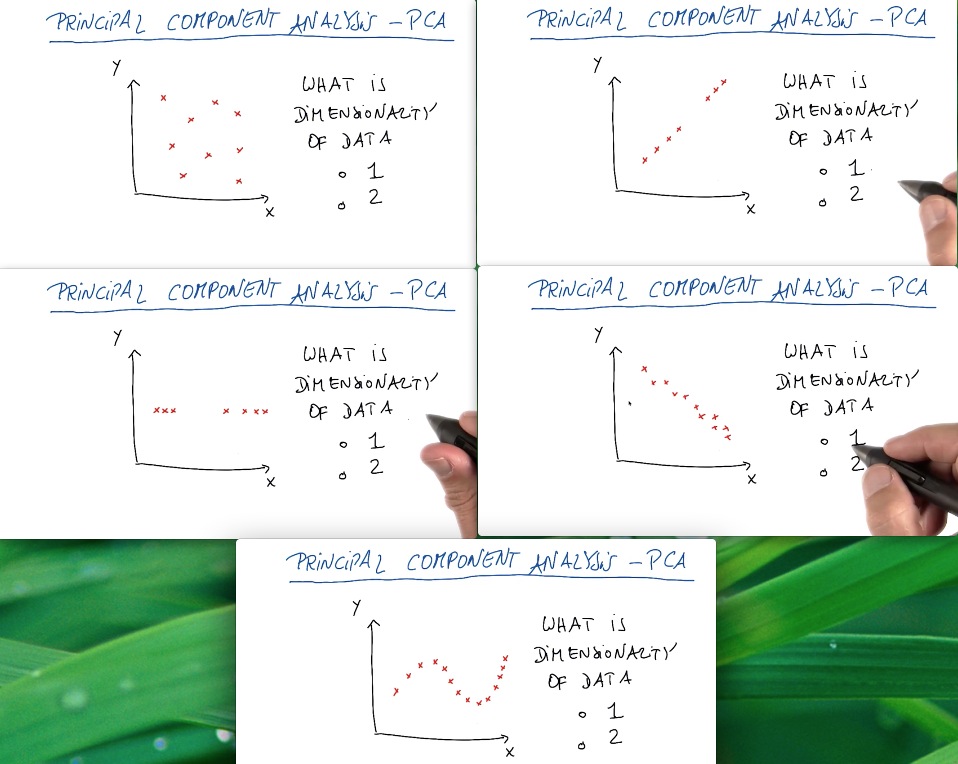 PRINCIPAL COMPONENT ANALYSIS - PCA
Y
WHAT IS
DIMENSIONALITY
OF DATA
1
2
X
PRINCIPAL COMPONENT ANALYSIS - PCA
Y
WHAT IS
DIMENSIONALITY
OF DATA
1
2
X
PRINCIPAL COMPONENT ANALYSIS - PCA
Y
WHAT IS
DIMENSIONALITY
OF DATA
1
2
X
PRINCIPAL COMPONENT ANALYSIS - PCA
Y
WHAT IS
DIMENSIONALITY
OF DATA
1
2
X
PRINCIPAL COMPONENT ANALYSIS - PCA
Y
WHAT IS
DIMENSIONALITY
OF DATA
1
2
X